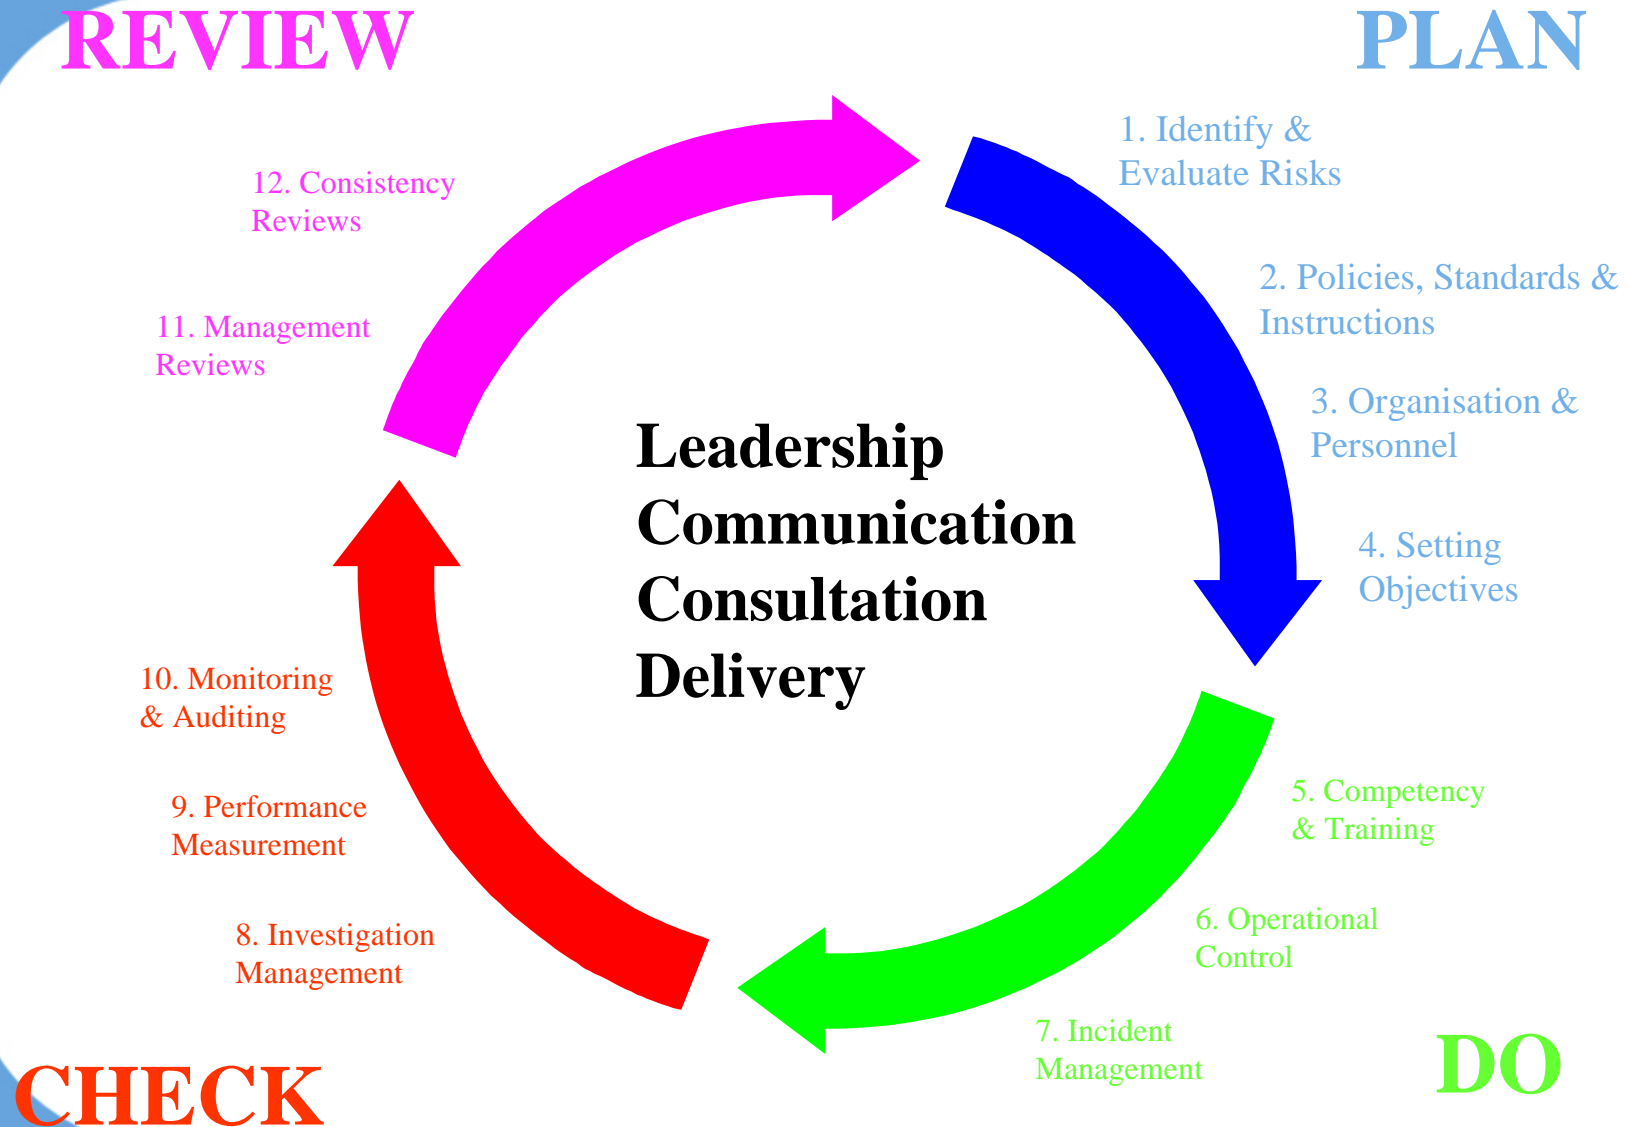 REVIEW
PLAN
1. Identify &
Evaluate Risks
2. Policies, Standards &
Instructions
3. Organisation &
Personnel
4. Setting
Objectives
5. Competency
& Training
6. Operational
Control
7. Incident
Management
DO
CHECK
8. Investigation
Management
9. Performance
Measurement
10. Monitoring
& Auditing
11. Management
Reviews
12. Consistency
Reviews
Leadership
Communication
Consultation
Delivery